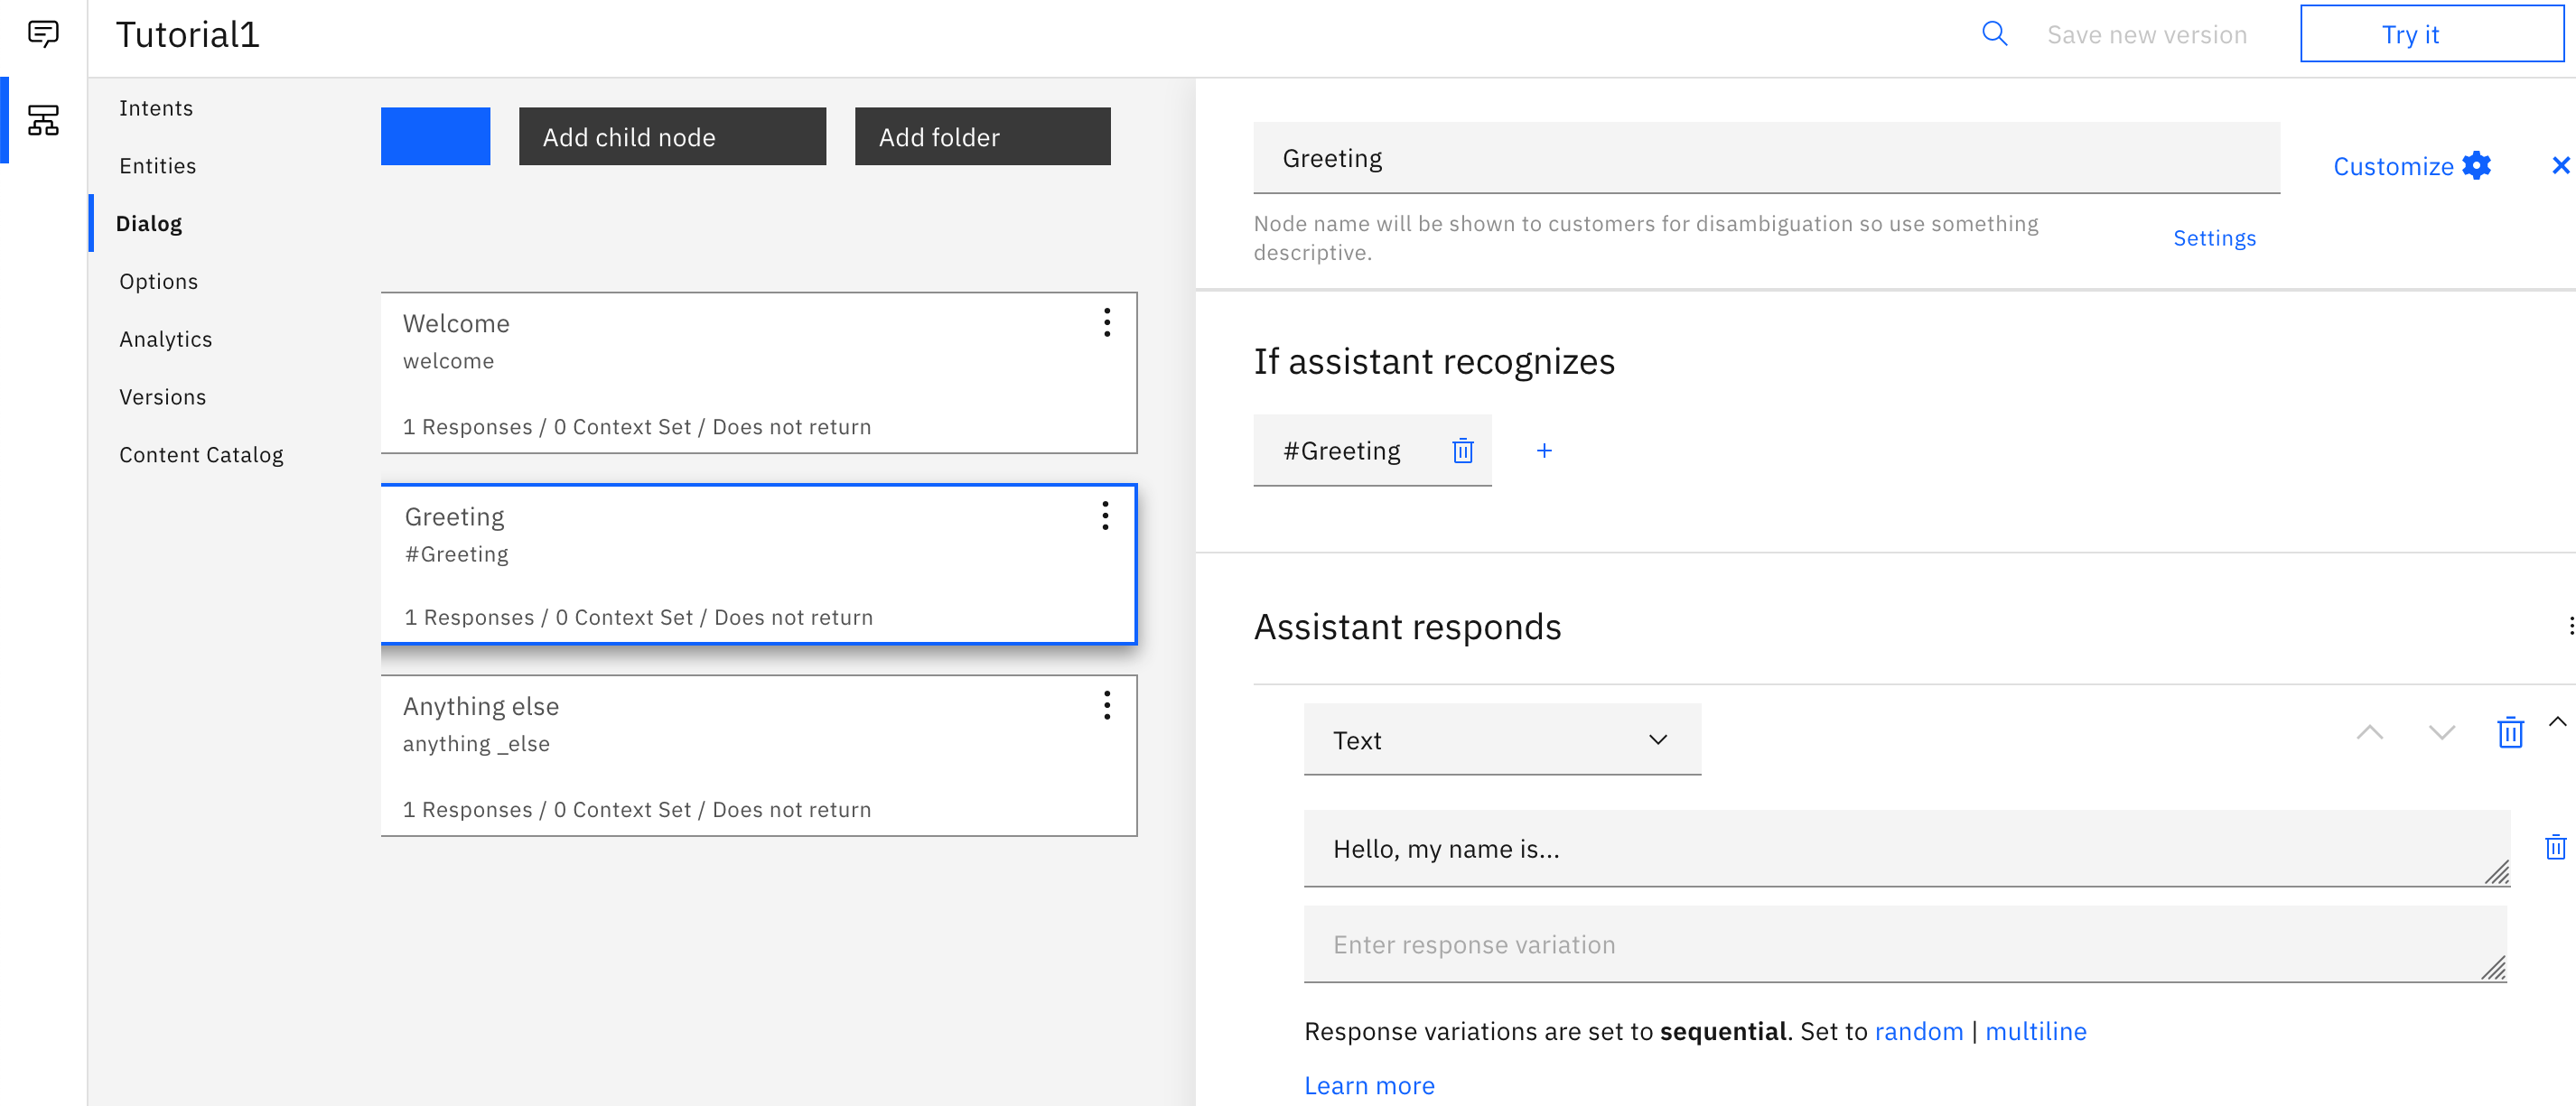 Tutorial1
Save new version
Try it
Intents
Entities
Dialog
Options
Analytics
Versions
Content Catalog
Add child node
Add folder
Welcome
welcome
1 Responses / 0 Context Set / Does not return
Greeting
#Greeting
1 Responses / 0 Context Set / Does not return
Anything else
anything _else
1 Responses / 0 Context Set / Does not return
Greeting
Customize
Node name will be shown to customers for disambiguation so use something
descriptive.
Settings
If assistant recognizes
#Greeting
Assistant responds
Text
Hello, my name is...
Enter response variation
Response variations are set to sequential. Set to random | multiline
Learn more